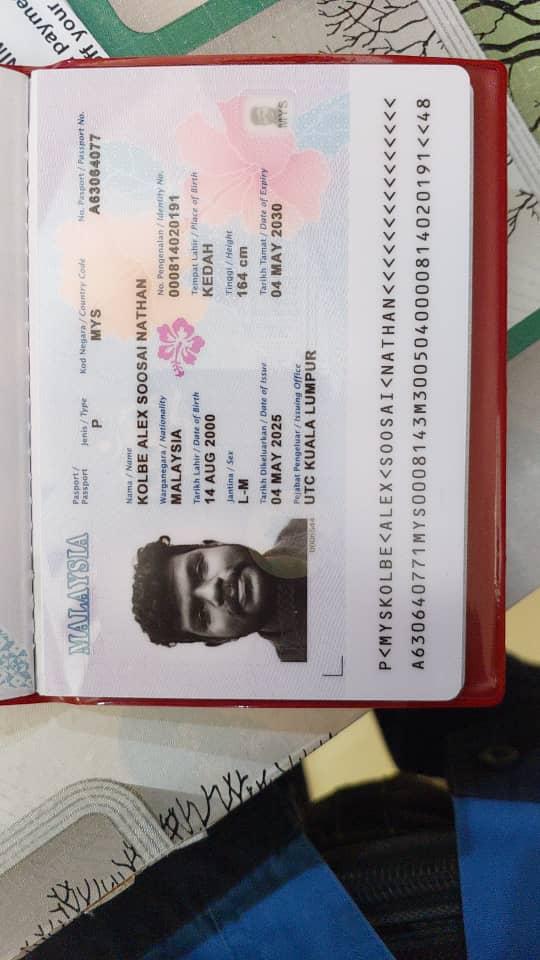 MALAYSIA
Pasport / Passport
Jenis / Type
P
Kod Negara / Country Code
MYS
No. Pasport / Passport No.
A63064077
Nama / Name
KOLBE ALEX SOOSAI NATHAN
Warganegara / Nationality
MALAYSIA
No. Pengenalan / Identity No.
000814020191
Tarikh Lahir / Date of Birth
14 AUG 2000
Tempat Lahir / Place of Birth
KEDAH
Jantina / Sex
L-M
Tinggi / Height
164 cm
Tarikh Dikeluarkan / Date of Issue
04 MAY 2025
Tarikh Tamat / Date of Expiry
04 MAY 2030
Pejabat Pengeluar / Issuing Office
UTC KUALA LUMPUR
MYS
P<MYSKOLBE<ALEX<SOOSAI<NATHAN<<<<<<<<<<<<<<<
A630640771MYS0008143M3005040000814020191<<48